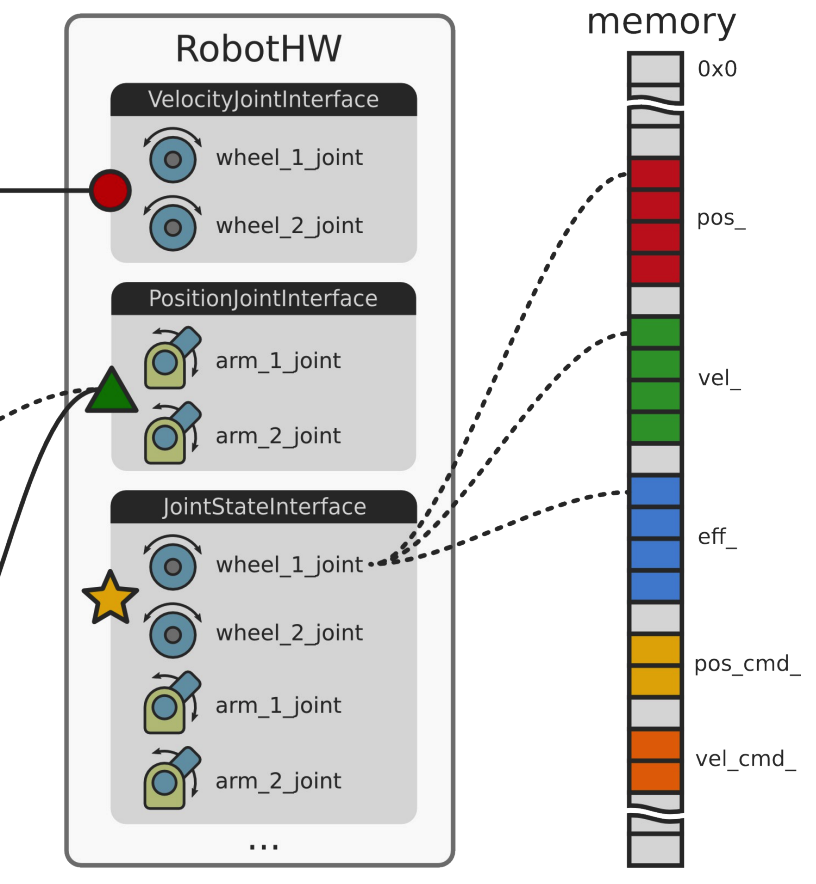 RobotHW
VelocityJointInterface
wheel_1_joint
wheel_2_joint
PositionJointInterface
arm_1_joint
arm_2_joint
JointStateInterface
wheel_1_joint
wheel_2_joint
arm_1_joint
arm_2_joint
...
memory
0x0
pos_
vel_
eff_
pos_cmd_
vel_cmd_